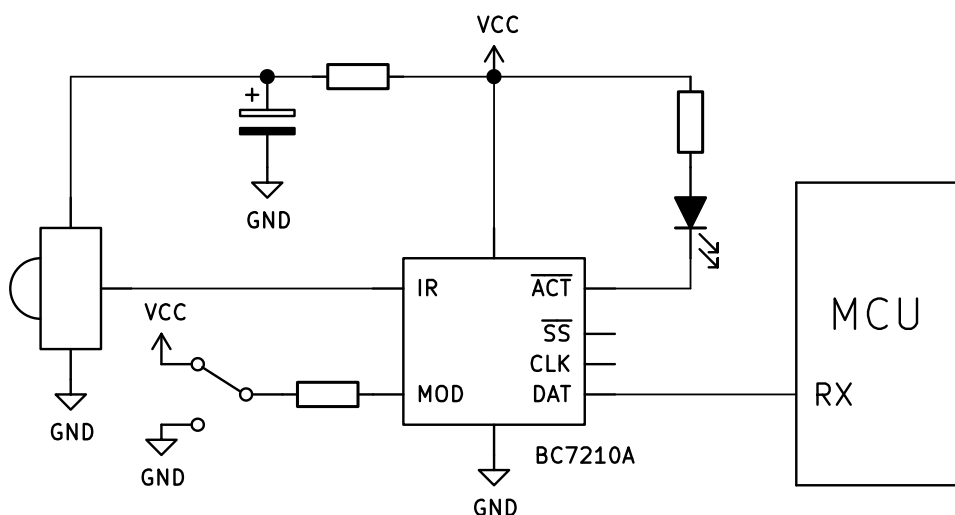 VCC
+
GND
IR
ACT
VCC
SS
MCU
CLK
MOD
DAT
RX
GND
GND
BC7210A
GND